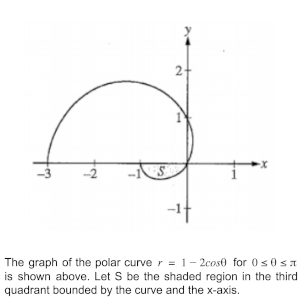 y
2
1
-3 -2 -1 S 1 x
-1
The graph of the polar curve r = 1 - 2cosθ for 0 ≤ θ ≤ π
is shown above. Let S be the shaded region in the third
quadrant bounded by the curve and the x-axis.